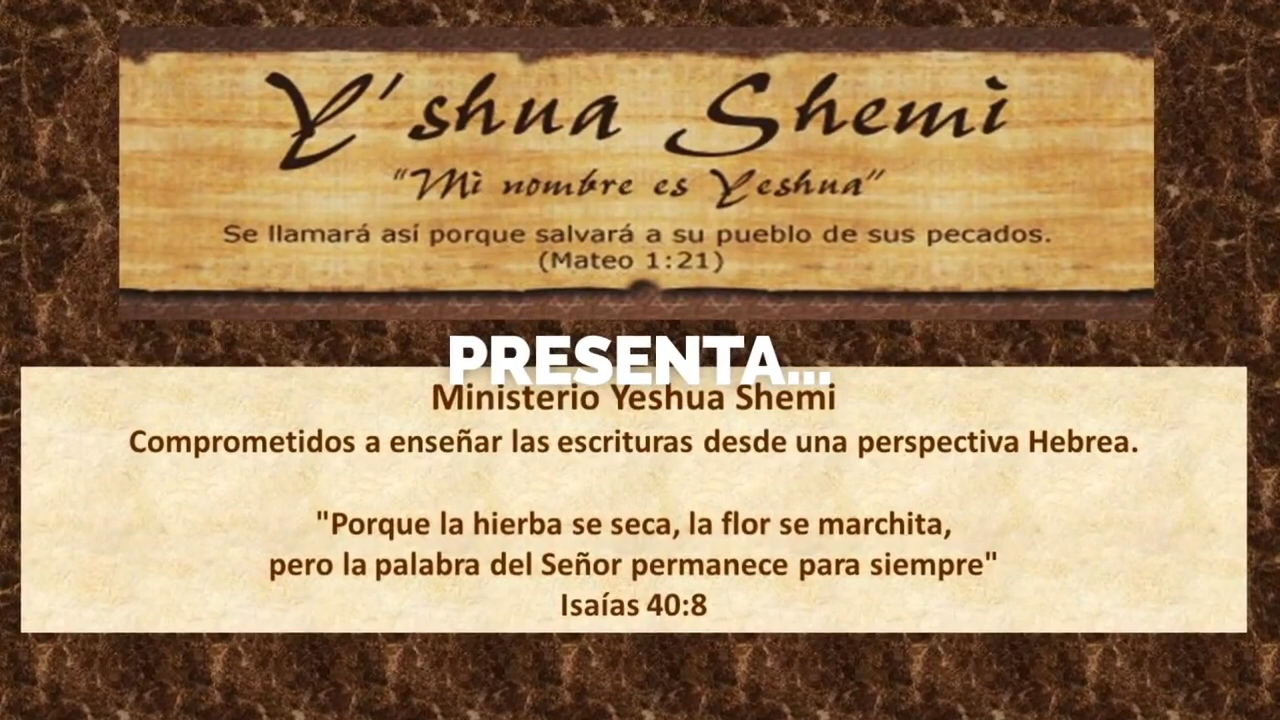 Y'shua Shemi
"Mi nombre es Yeshua"
Se llamará así porque salvará a su pueblo de sus pecados.
(Mateo 1:21)
PRESENTA...
Ministerio Yeshua Shemi
Comprometidos a enseñar las escrituras desde una perspectiva Hebrea.
"Porque la hierba se seca, la flor se marchita,
pero la palabra del Señor permanece para siempre"
Isaías 40:8